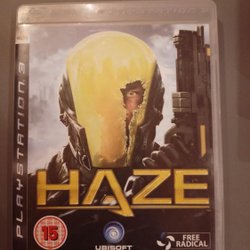 PLAYSTATION 3
HAZE
15
UBISOFT
FREE
RADICAL